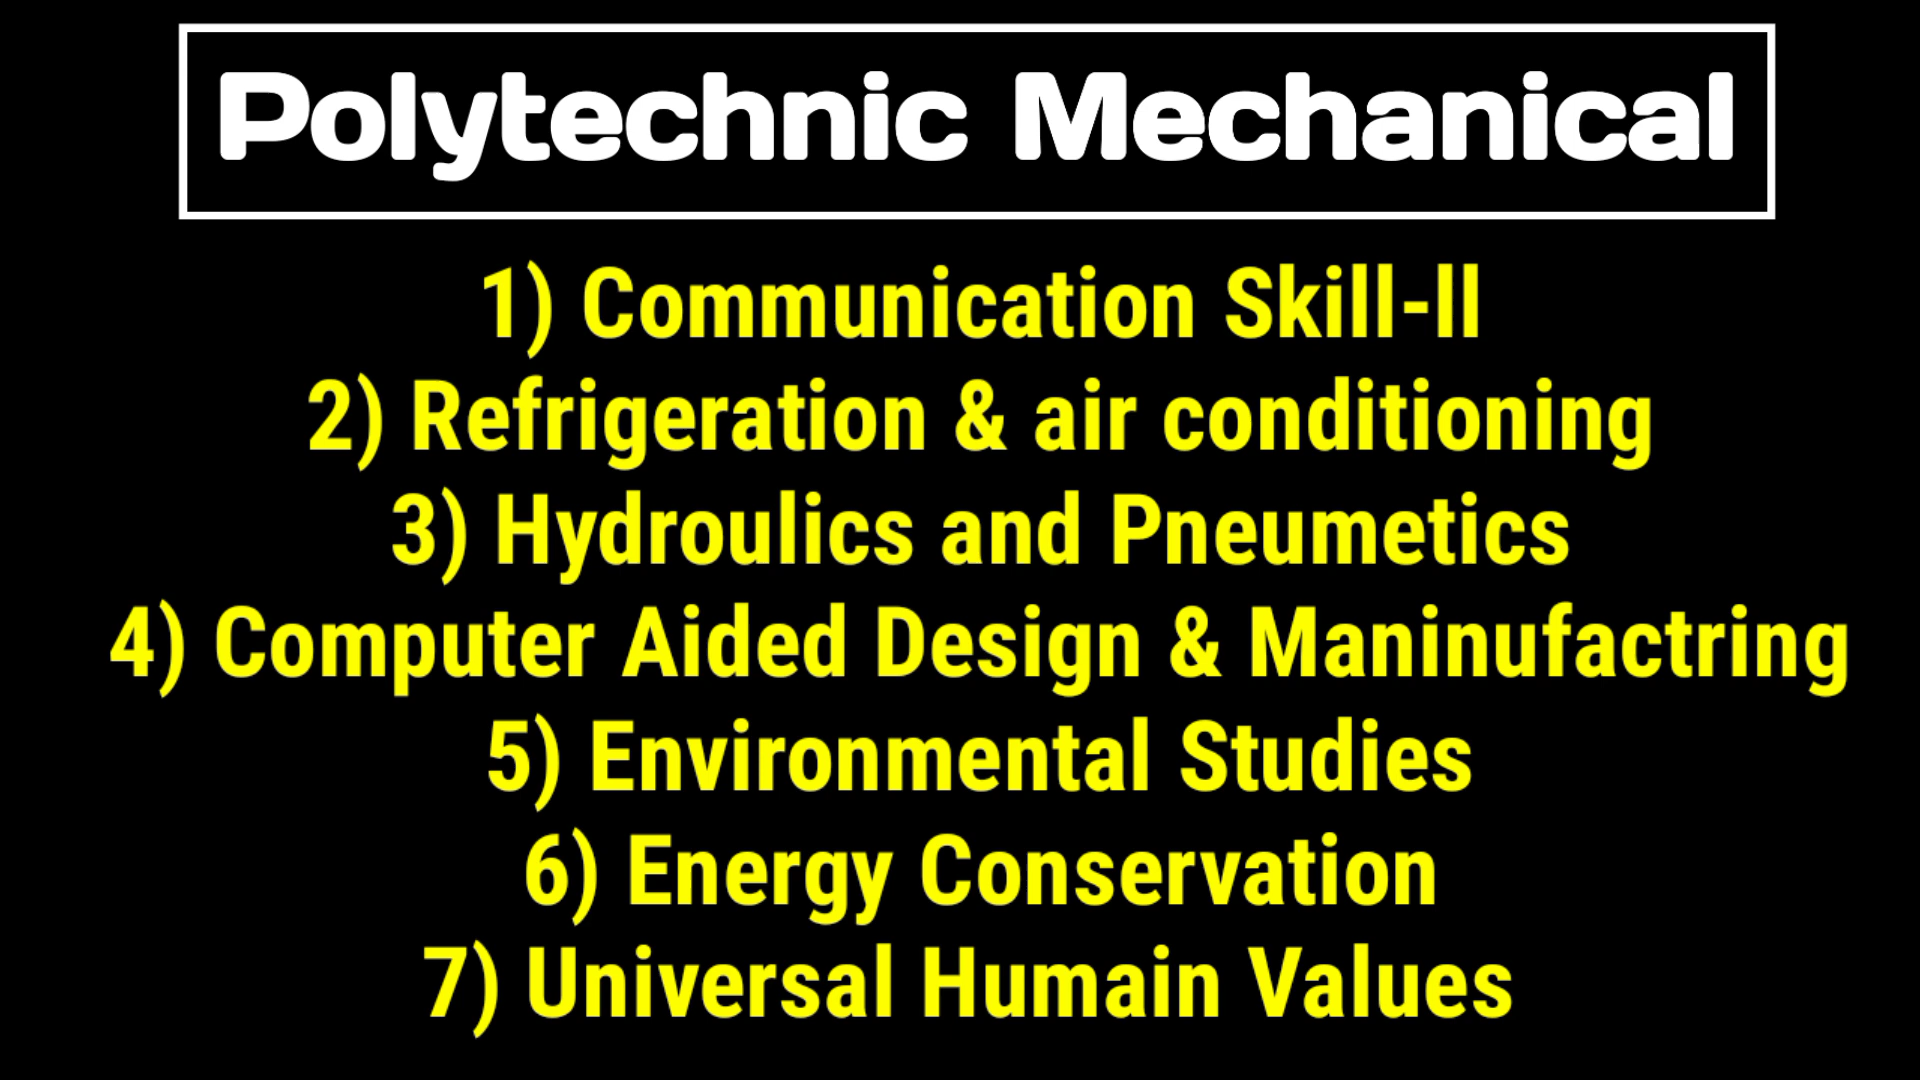 Polytechnic Mechanical
1) Communication Skill-ll
2) Refrigeration & air conditioning
3) Hydroulics and Pneumetics
4) Computer Aided Design & Maninufactring
5) Environmental Studies
6) Energy Conservation
7) Universal Humain Values